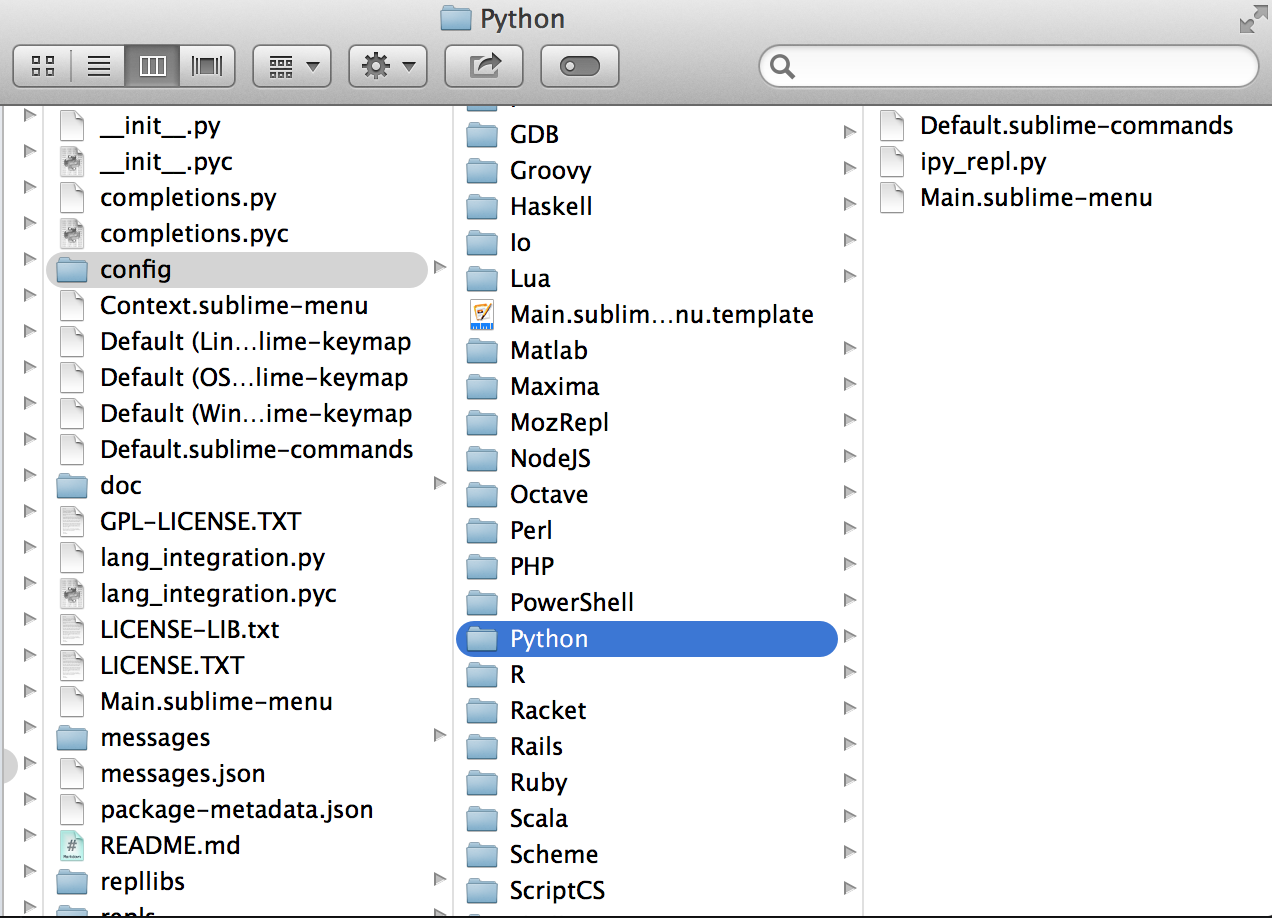 Python
__init__.py
__init__.pyc
completions.py
completions.pyc
config
Context.sublime-menu
Default (Lin...lime-keymap
Default (OS...lime-keymap
Default (Win...ime-keymap
Default.sublime-commands
doc
GPL-LICENSE.TXT
lang_integration.py
lang_integration.pyc
LICENSE-LIB.txt
LICENSE.TXT
Main.sublime-menu
messages
messages.json
package-metadata.json
README.md
repllibs
repls
GDB
Groovy
Haskell
Io
Lua
Main.sublim...nu.template
Matlab
Maxima
MozRepl
NodeJS
Octave
Perl
PHP
PowerShell
Python
R
Racket
Rails
Ruby
Scala
Scheme
ScriptCS
Default.sublime-commands
ipy_repl.py
Main.sublime-menu